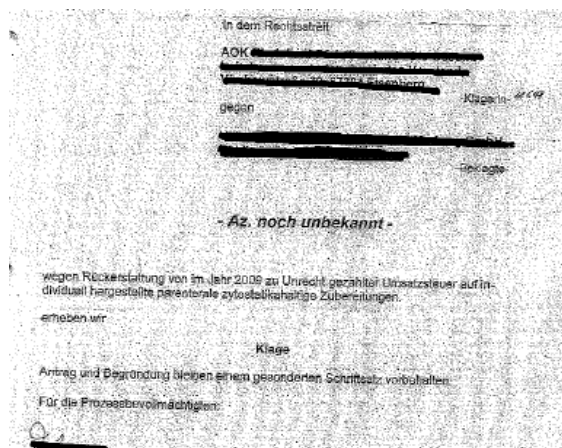 In dem Rechtsstreit
AOK
-Klägerin-
gegen
-Beklagte-
- Az. noch unbekannt -
wegen Rückerstattung von im Jahr 2009 zu Unrecht gezahlter Umsatzsteuer auf in-
dividuell hergestellte parenterale zytostatikahaltige Zubereitungen.
erheben wir
Klage
Antrag und Begründung bleiben einem gesonderten Schriftsatz vorbehalten.
Für die Prozessbevollmächtigten: